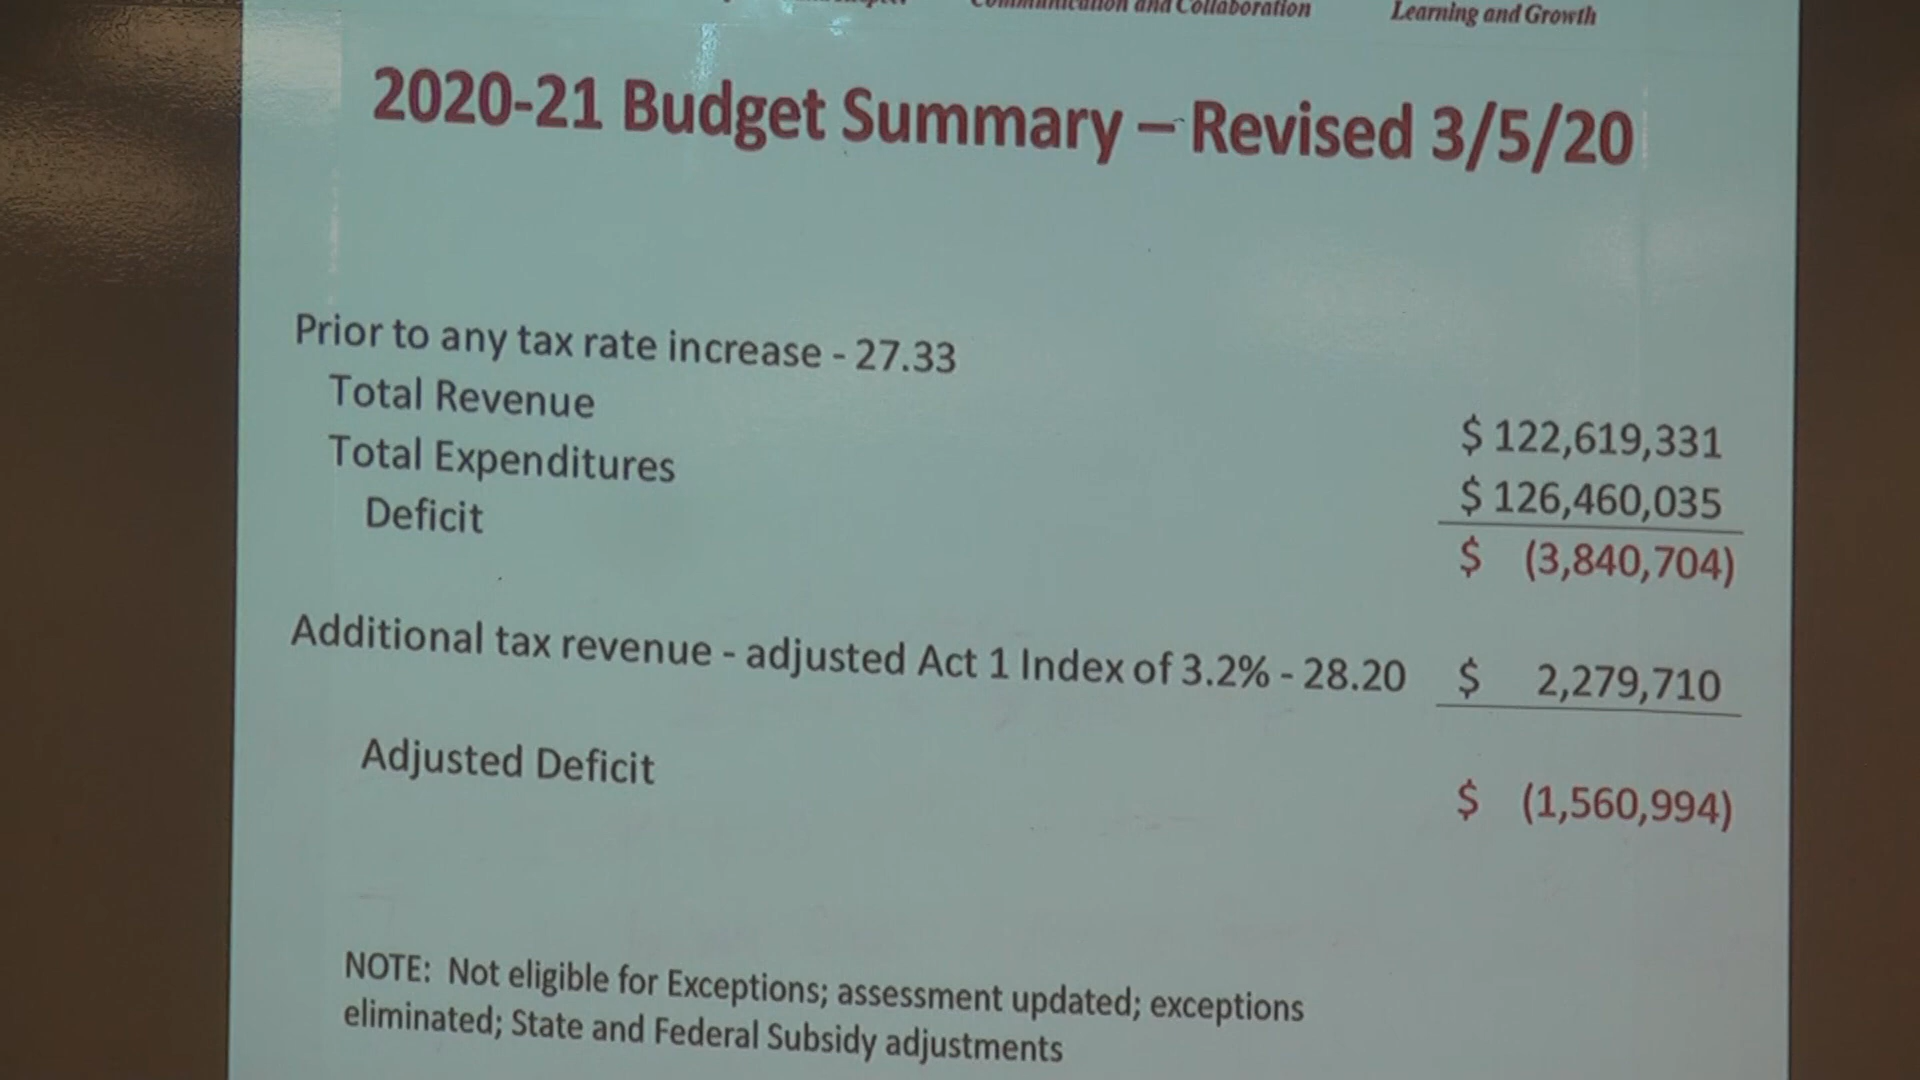 Communication and Collaboration Learning and Growth
2020-21 Budget Summary – Revised 3/5/20
Prior to any tax rate increase - 27.33
Total Revenue $ 122,619,331
Total Expenditures $ 126,460,035
Deficit $ (3,840,704)
Additional tax revenue - adjusted Act 1 Index of 3.2% - 28.20 $ 2,279,710
Adjusted Deficit $ (1,560,994)
NOTE: Not eligible for Exceptions; assessment updated; exceptions
eliminated; State and Federal Subsidy adjustments